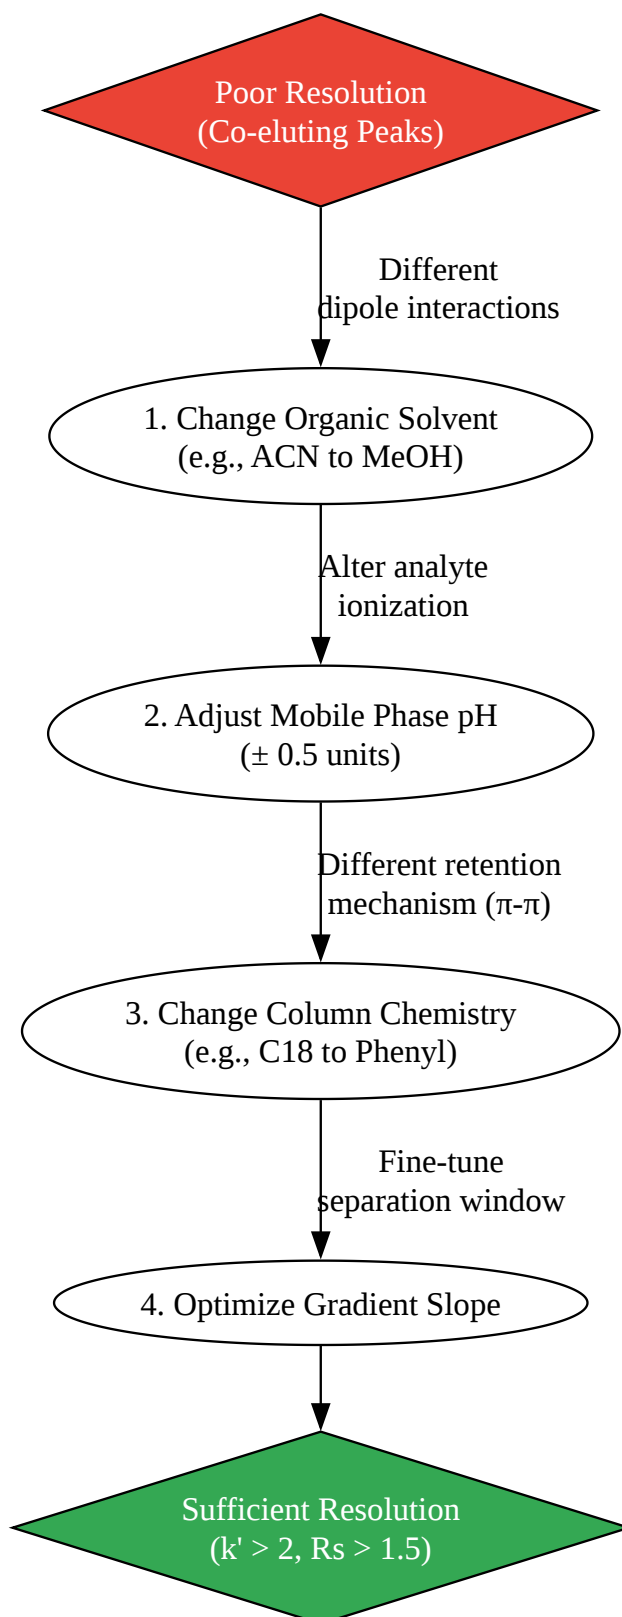 Poor Resolution
(Co-eluting Peaks)
Different
dipole interactions
1. Change Organic Solvent
(e.g., ACN to MeOH)
Alter analyte
ionization
2. Adjust Mobile Phase pH
(± 0.5 units)
Different retention
mechanism (π-π)
3. Change Column Chemistry
(e.g., C18 to Phenyl)
Fine-tune
separation window
4. Optimize Gradient Slope
Sufficient Resolution
(k' > 2, Rs > 1.5)